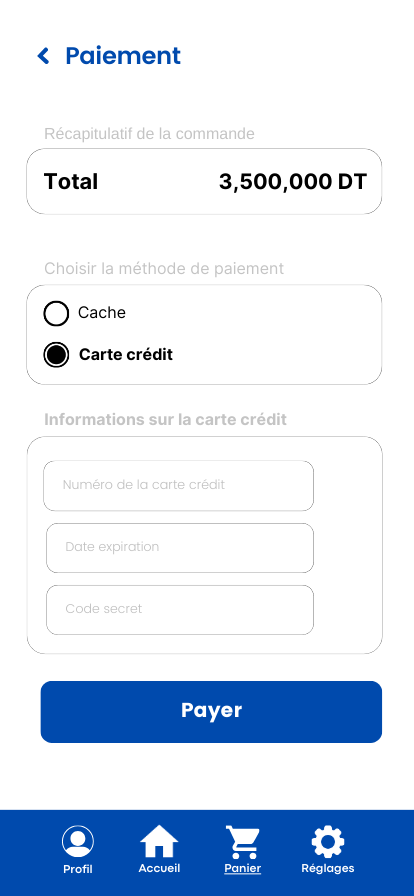 Paiement
Récapitulatif de la commande
Total 3,500,000 DT
Choisir la méthode de paiement
Cache
Carte crédit
Informations sur la carte crédit
Numéro de la carte crédit
Date expiration
Code secret
Payer
Profil Accueil Panier Réglages